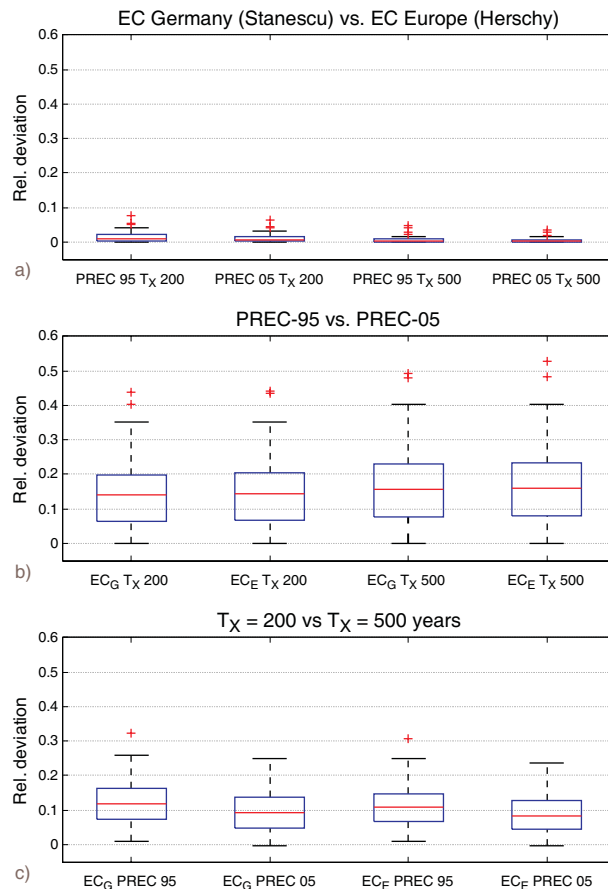 EC Germany (Stanescu) vs. EC Europe (Herschy)
0.6
0.5
0.4
0.3
0.2
0.1
0
Rel. deviation
a)
PREC 95 TX 200 PREC 05 TX 200 PREC 95 TX 500 PREC 05 TX 500
PREC-95 vs. PREC-05
0.6
0.5
0.4
0.3
0.2
0.1
0
Rel. deviation
b)
ECG TX 200 ECE TX 200 ECG TX 500 ECE TX 500
TX = 200 vs TX = 500 years
0.6
0.5
0.4
0.3
0.2
0.1
0
Rel. deviation
c)
ECG PREC 95 ECG PREC 05 ECE PREC 95 ECE PREC 05